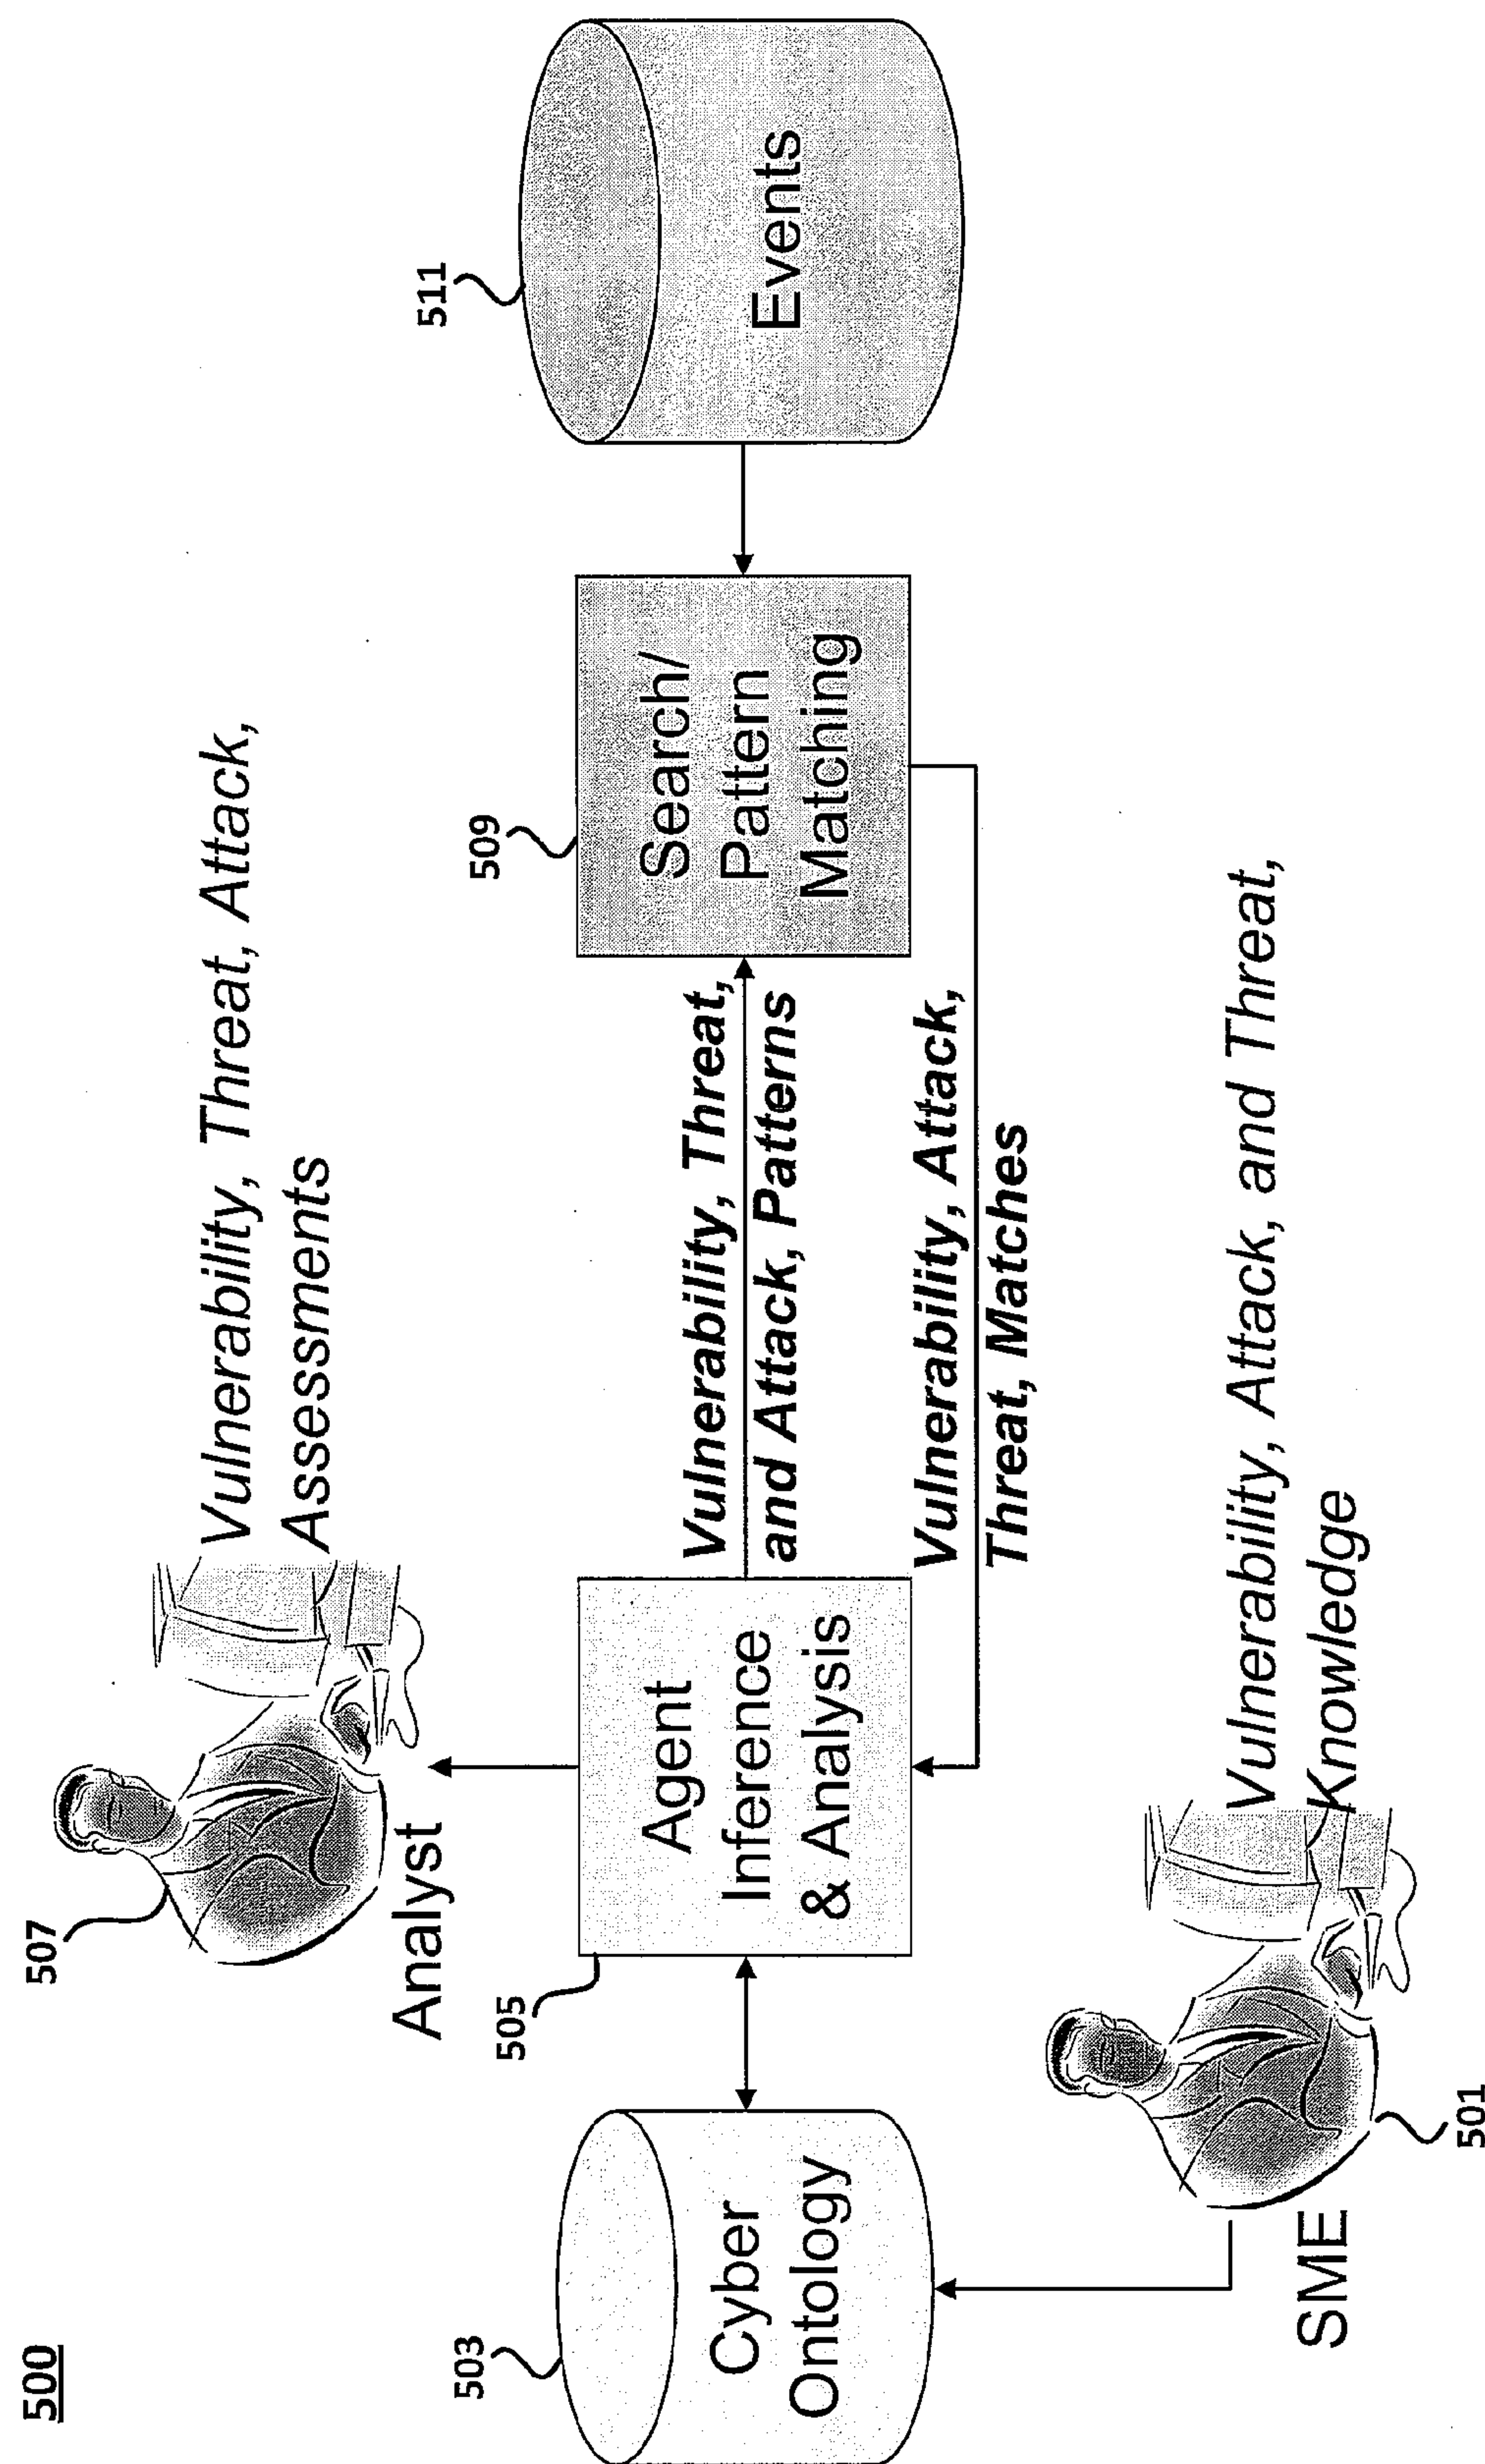 500
507
Vulnerability, Threat, Attack,
Assessments
Analyst
503
Cyber
Ontology
505
Agent
Inference
& Analysis
Vulnerability, Threat,
and Attack, Patterns
Vulnerability, Attack,
Threat, Matches
509
Search/
Pattern
Matching
511
Events
SME
501
Vulnerability, Attack, and Threat,
Knowledge